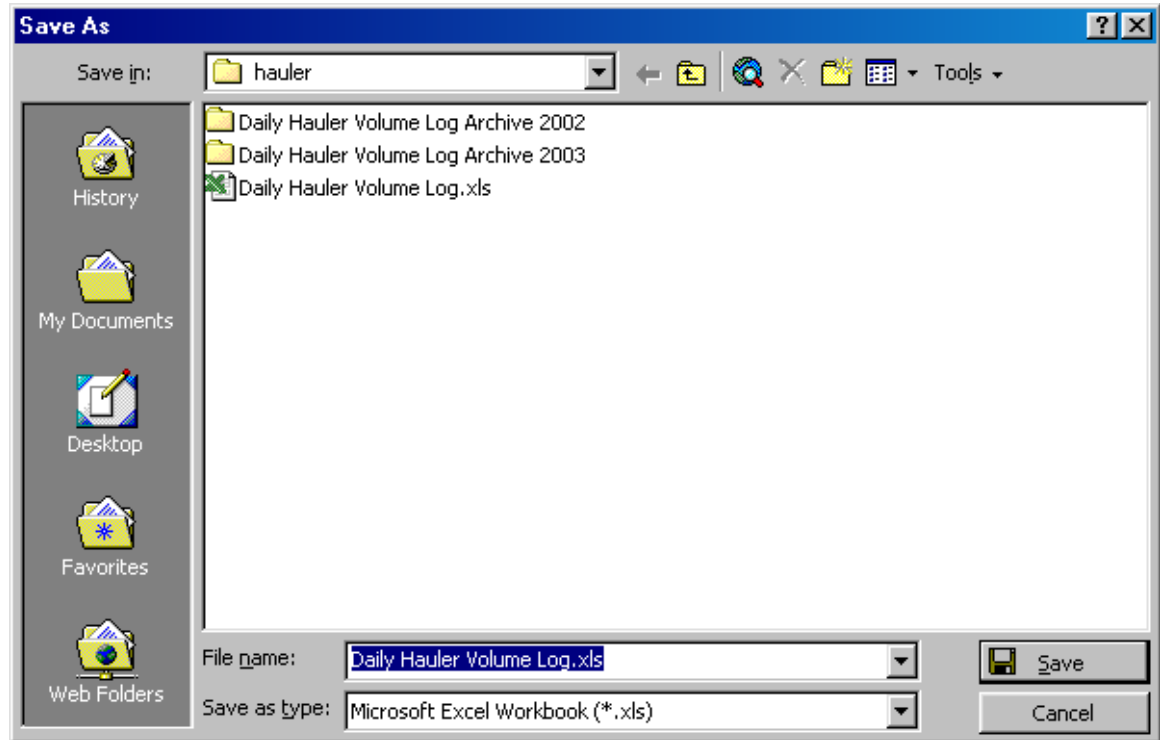 Save As
Save in:
hauler
Tools
History
My Documents
Desktop
Favorites
Web Folders
Daily Hauler Volume Log Archive 2002
Daily Hauler Volume Log Archive 2003
Daily Hauler Volume Log.xls
File name:
Daily Hauler Volume Log.xls
Save
Save as type:
Microsoft Excel Workbook (*.xls)
Cancel